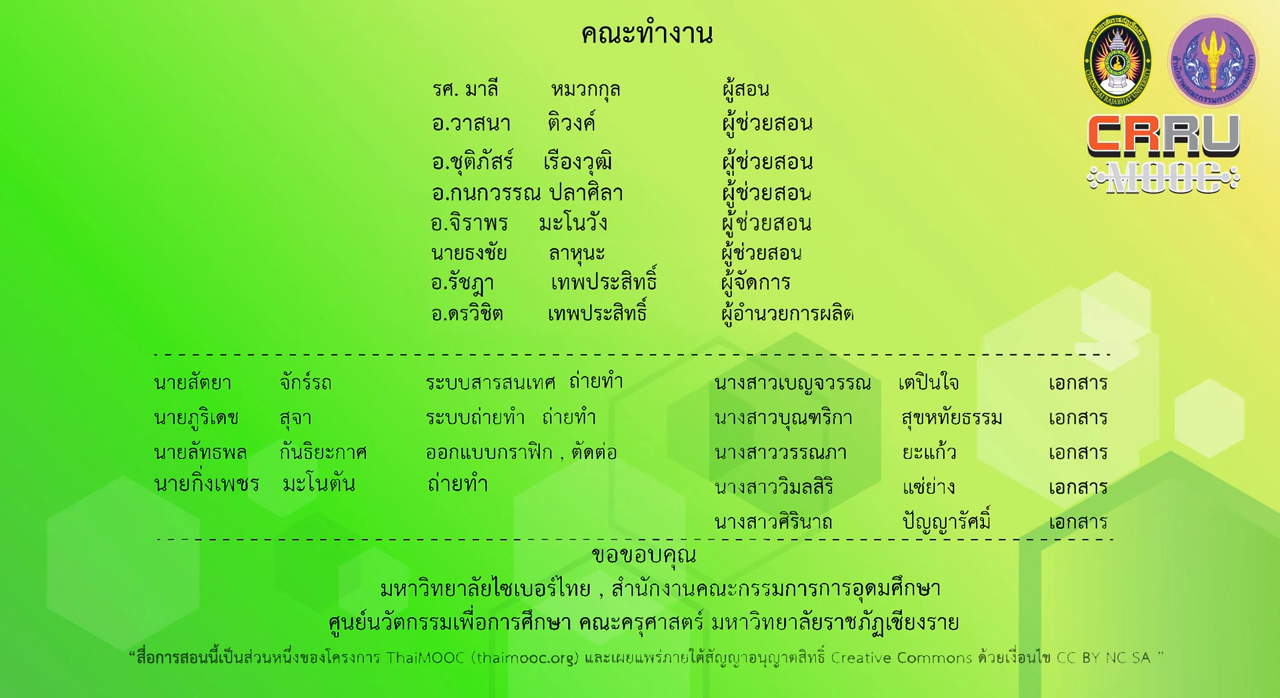 คณะทำงาน
รศ. มาลี หมวกกุล ผู้สอน
อ.วาสนา ติวงค์ ผู้ช่วยสอน
อ.ชุติภัสร์ เรืองวุฒิ ผู้ช่วยสอน
อ.กนกวรรณ ปลาศิลา ผู้ช่วยสอน
อ.จิราพร มะโนวัง ผู้ช่วยสอน
นายธงชัย ลาหุนะ ผู้ช่วยสอน
อ.รัชฎา เทพประสิทธิ์ ผู้จัดการ
อ.ดรวิชิต เทพประสิทธิ์ ผู้อำนวยการผลิต
CRRU
MOOC
นายสัตยา จักร์รถ ระบบสารสนเทศ ถ่ายทำ นางสาวเบญจวรรณ เตปินใจ เอกสาร
นายภูริเดช สุจา ระบบถ่ายทำ ถ่ายทำ นางสาวบุณฑริกา สุขหทัยธรรม เอกสาร
นายลัทธพล กันธิยะกาศ ออกแบบกราฟิก , ตัดต่อ นางสาววรรณภา ยะแก้ว เอกสาร
นายกิ่งเพชร มะโนตัน ถ่ายทำ นางสาววิมลสิริ แซ่ย่าง เอกสาร
นางสาวศิรินาถ ปัญญารัศมิ์ เอกสาร
ขอขอบคุณ
มหาวิทยาลัยไซเบอร์ไทย , สำนักงานคณะกรรมการการอุดมศึกษา
ศูนย์นวัตกรรมเพื่อการศึกษา คณะครุศาสตร์ มหาวิทยาลัยราชภัฏเชียงราย
“สื่อการสอนนี้เป็นส่วนหนึ่งของโครงการ ThaiMOOC (thaimooc.org) และเผยแพร่ภายใต้สัญญาอนุญาตสิทธิ์ Creative Commons ด้วยเงื่อนไข CC BY NC SA ”